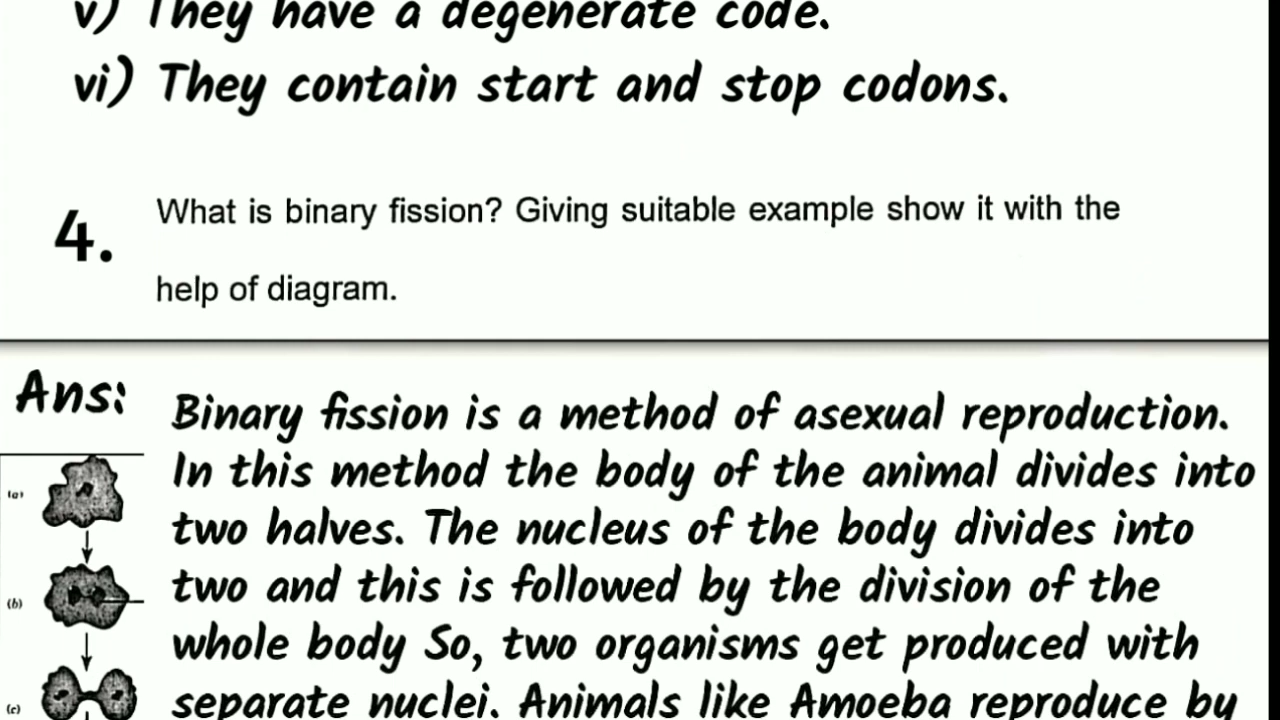 v) They have a degenerate code.
vi) They contain start and stop codons.
4.
What is binary fission? Giving suitable example show it with the
help of diagram.
Ans:
Binary fission is a method of asexual reproduction.
In this method the body of the animal divides into
two halves. The nucleus of the body divides into
two and this is followed by the division of the
whole body So, two organisms get produced with
separate nuclei. Animals like Amoeba reproduce by
(a)
(b)
(c)